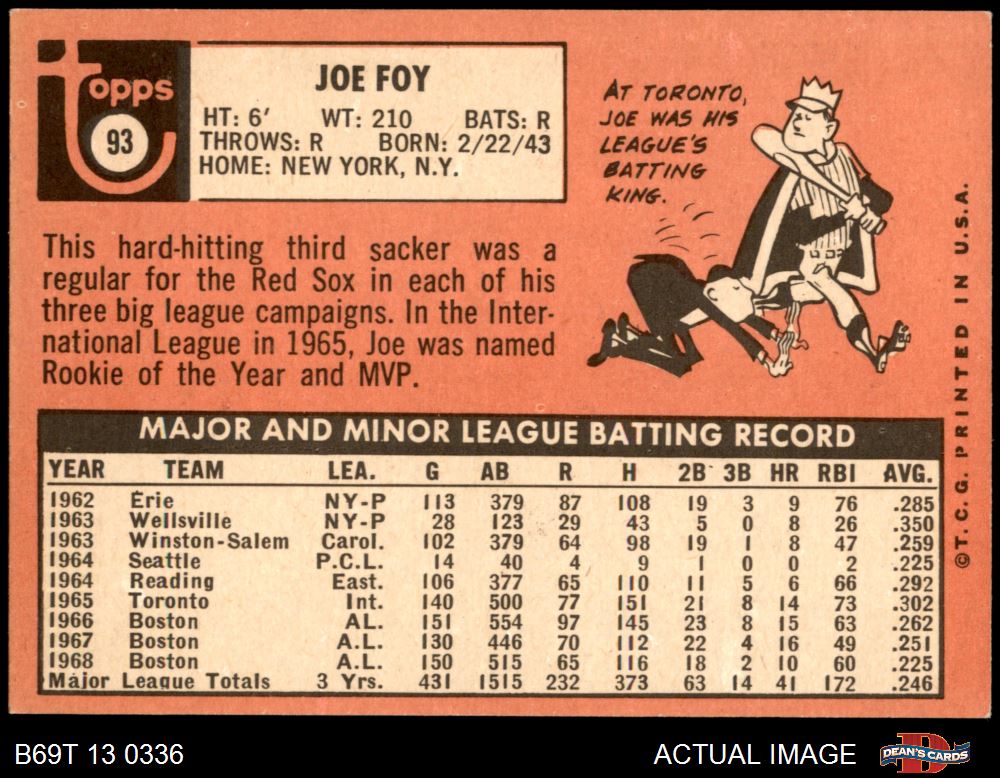 topps
93
JOE FOY
HT: 6' WT: 210 BATS: R
THROWS: R BORN: 2/22/43
HOME: NEW YORK, N.Y.
AT TORONTO,
JOE WAS HIS
LEAGUE'S
BATTING
KING.
This hard-hitting third sacker was a
regular for the Red Sox in each of his
three big league campaigns. In the Inter-
national League in 1965, Joe was named
Rookie of the Year and MVP.
MAJOR AND MINOR LEAGUE BATTING RECORD
YEAR TEAM LEA. G AB R H 2B 3B HR RBI AVG.
1962 Erie NY-P 113 379 87 108 19 3 9 76 .285
1963 Wellsville NY-P 28 123 29 43 5 0 8 26 .350
1963 Winston-Salem Carol. 102 379 64 98 19 1 8 47 .259
1964 Seattle P.C.L. 14 40 4 9 1 0 0 2 .225
1964 Reading East. 106 377 65 110 11 5 6 66 .292
1965 Toronto Int. 140 500 77 151 21 8 14 73 .302
1966 Boston AL. 151 554 97 145 23 8 15 63 .262
1967 Boston A.L. 130 446 70 112 22 4 16 49 .251
1968 Boston A.L. 150 515 65 116 18 2 10 60 .225
Major League Totals 3 Yrs. 431 1515 232 373 63 14 41 172 .246
©T.C.G. PRINTED IN U.S.A.
B69T 13 0336
ACTUAL IMAGE
D
DEAN'S CARDS